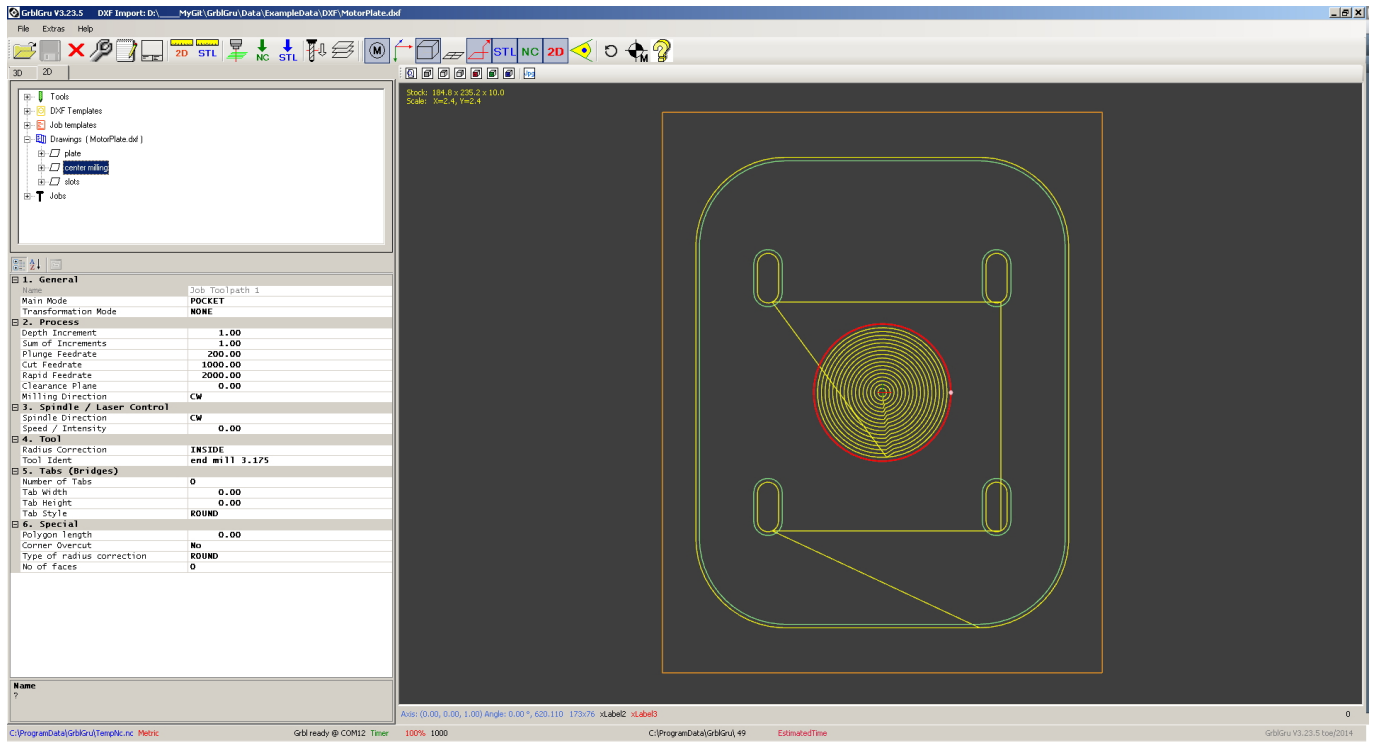 GrblGru V3.23.5 DXF Import: D:\____MyGit\GrblGru\Data\ExampleData\DXF\MotorPlate.dxf
File Extras Help
2D STL NC STL M STL NC 2D M
3D 2D
Tools
DXF Templates
Job templates
Drawings ( MotorPlate.dxf )
plate
center milling
slots
Jobs
Stock: 184.8 x 235.2 x 10.0
Scale: X=2.4, Y=2.4
1. General
Name Job Toolpath 1
Main Mode POCKET
Transformation Mode NONE
2. Process
Depth Increment 1.00
Sum of Increments 1.00
Plunge Feedrate 200.00
Cut Feedrate 1000.00
Rapid Feedrate 2000.00
Clearance Plane 0.00
Milling Direction CW
3. Spindle / Laser Control
Spindle Direction CW
Speed / Intensity 0.00
4. Tool
Radius Correction INSIDE
Tool Ident end mill 3.175
5. Tabs (Bridges)
Number of Tabs 0
Tab Width 0.00
Tab Height 0.00
Tab Style ROUND
6. Special
Polygon length 0.00
Corner Overcut No
Type of radius correction ROUND
No of faces 0
Name
?
Axis: (0.00, 0.00, 1.00) Angle: 0.00 °, 620.110 173x76 xLabel2 xLabel3 0
C:\ProgramData\GrblGru\TempNc.nc Metric Grbl ready @ COM12 Timer 100% 1000 C:\ProgramData\GrblGru\ 49 EstimatedTime GrblGru V3.23.5 toe/2014